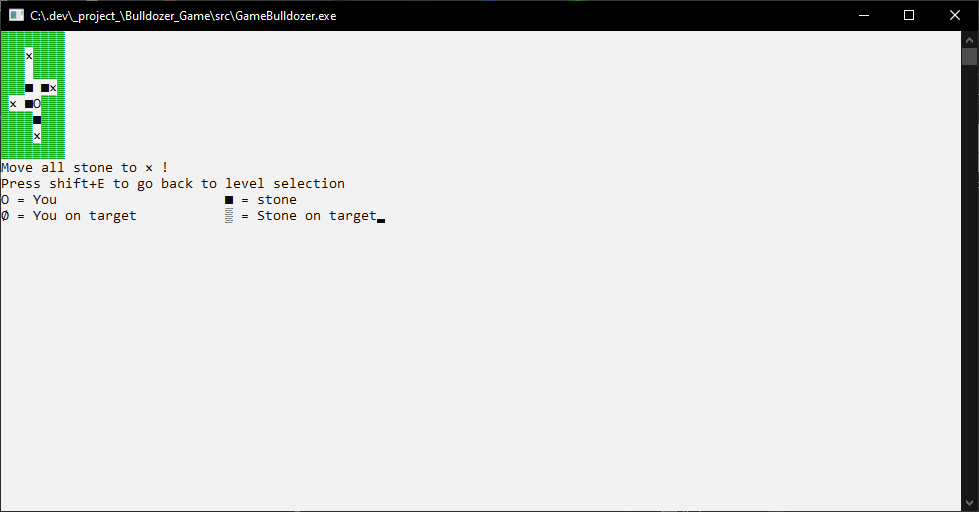 C:\.dev\_project_\Bulldozer_Game\src\GameBulldozer.exe
×
■ ■×
× ■O
■
×
Move all stone to × !
Press shift+E to go back to level selection
O = You ■ = stone
Ø = You on target ▒ = Stone on target